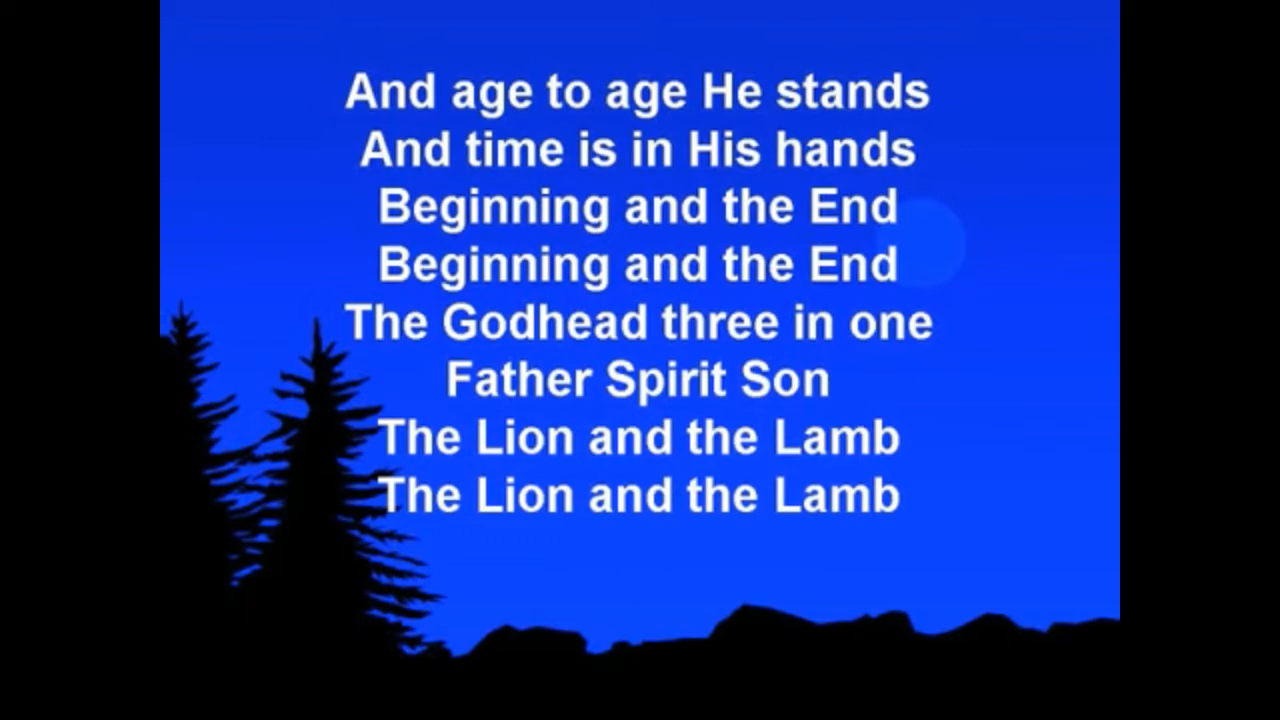 And age to age He stands
And time is in His hands
Beginning and the End
Beginning and the End
The Godhead three in one
Father Spirit Son
The Lion and the Lamb
The Lion and the Lamb